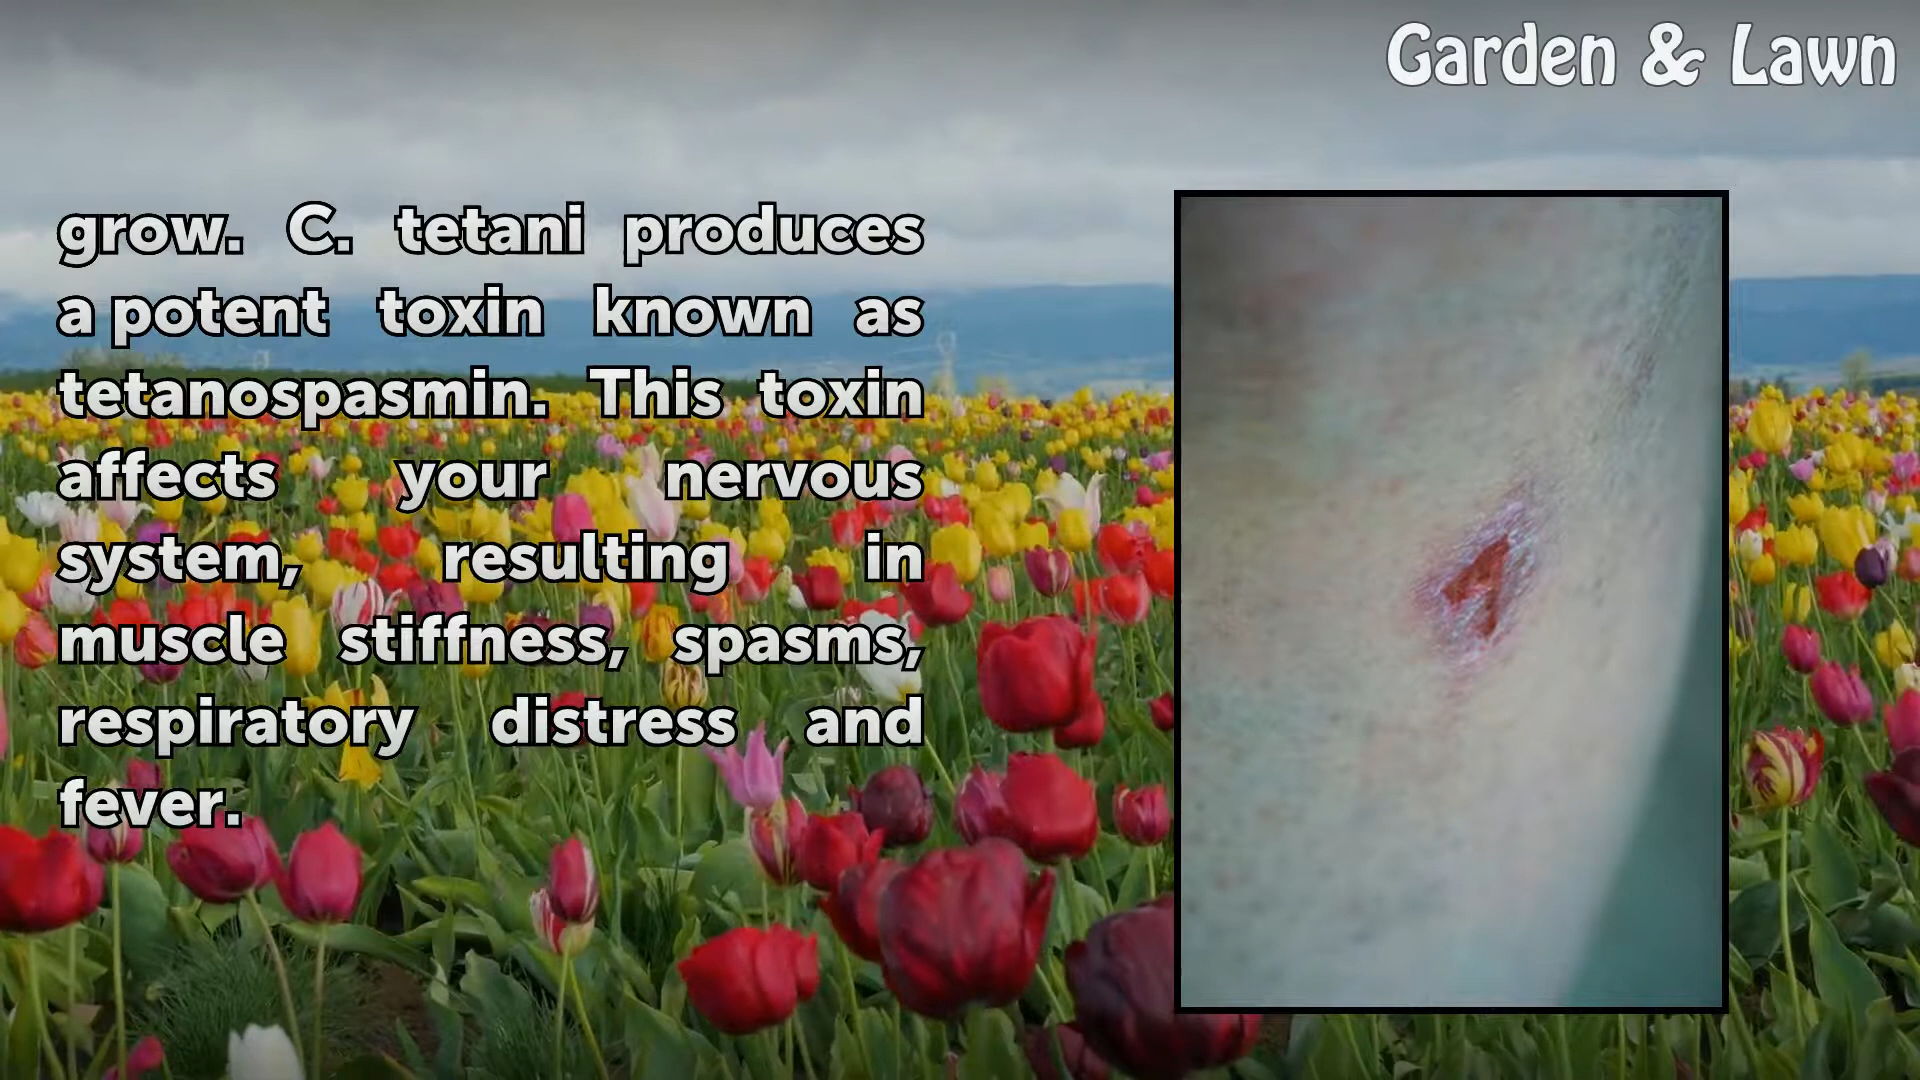 Garden & Lawn
grow. C. tetani produces
a potent toxin known as
tetanospasmin. This toxin
affects your nervous
system, resulting in
muscle stiffness, spasms,
respiratory distress and
fever.